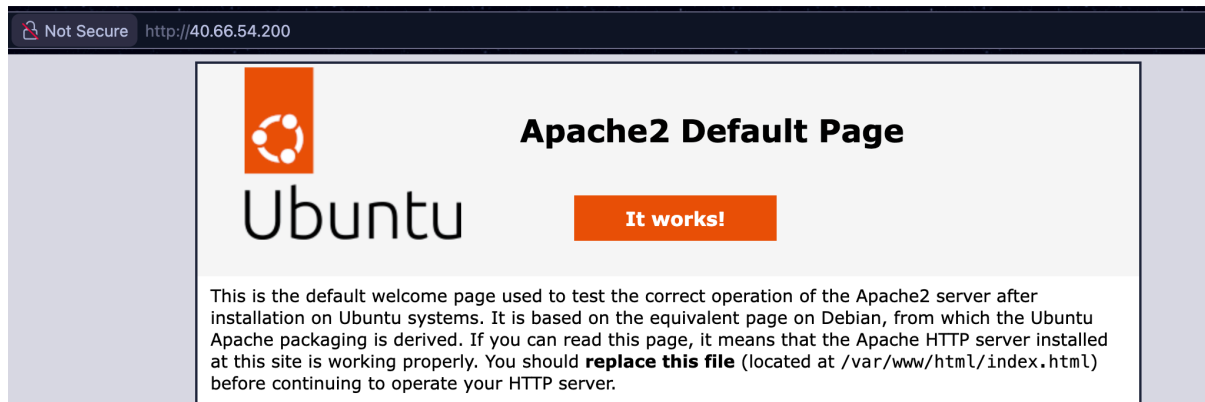 Not Secure http://40.66.54.200
Apache2 Default Page
Ubuntu
It works!
This is the default welcome page used to test the correct operation of the Apache2 server after
installation on Ubuntu systems. It is based on the equivalent page on Debian, from which the Ubuntu
Apache packaging is derived. If you can read this page, it means that the Apache HTTP server installed
at this site is working properly. You should replace this file (located at /var/www/html/index.html)
before continuing to operate your HTTP server.